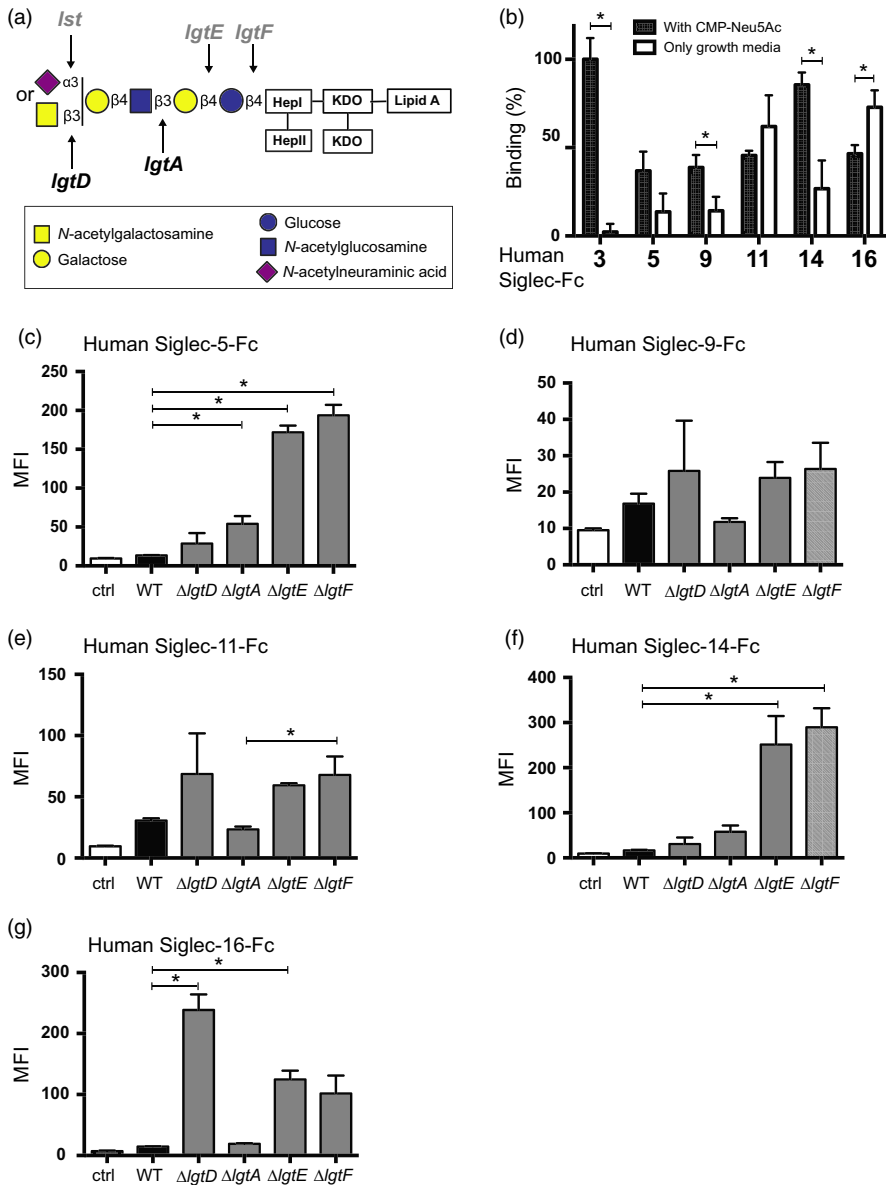 (a)
lst
lgtE
lgtF
or
α3
β3
β4
β3
β4
β4
HepI
KDO
Lipid A
HepII
KDO
lgtD
lgtA
N-acetylgalactosamine
Galactose
Glucose
N-acetylglucosamine
N-acetylneuraminic acid
(b)
With CMP-Neu5Ac
Only growth media
* * * *
Binding (%)
100
50
0
Human
Siglec-Fc
3 5 9 11 14 16
(c)
Human Siglec-5-Fc
MFI
200
150
100
50
0
*
*
*
ctrl WT ΔlgtD ΔlgtA ΔlgtE ΔlgtF
(d)
Human Siglec-9-Fc
MFI
50
40
30
20
10
0
ctrl WT ΔlgtD ΔlgtA ΔlgtE ΔlgtF
(e)
Human Siglec-11-Fc
MFI
150
100
50
0
*
ctrl WT ΔlgtD ΔlgtA ΔlgtE ΔlgtF
(f)
Human Siglec-14-Fc
MFI
400
300
200
100
0
*
*
ctrl WT ΔlgtD ΔlgtA ΔlgtE ΔlgtF
(g)
Human Siglec-16-Fc
MFI
300
200
100
0
*
*
ctrl WT ΔlgtD ΔlgtA ΔlgtE ΔlgtF